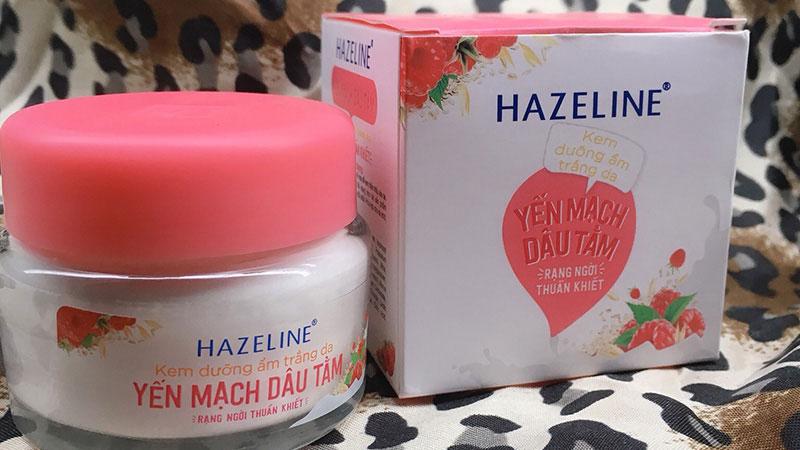 HAZELINE®
Kem dưỡng ẩm trắng da
YẾN MẠCH DÂU TẰM
RẠNG NGỜI THUẦN KHIẾT
HAZELINE
HAZELINE®
Kem
dưỡng ẩm
trắng da
YẾN MẠCH
DÂU TẰM
RẠNG NGỜI
THUẦN KHIẾT